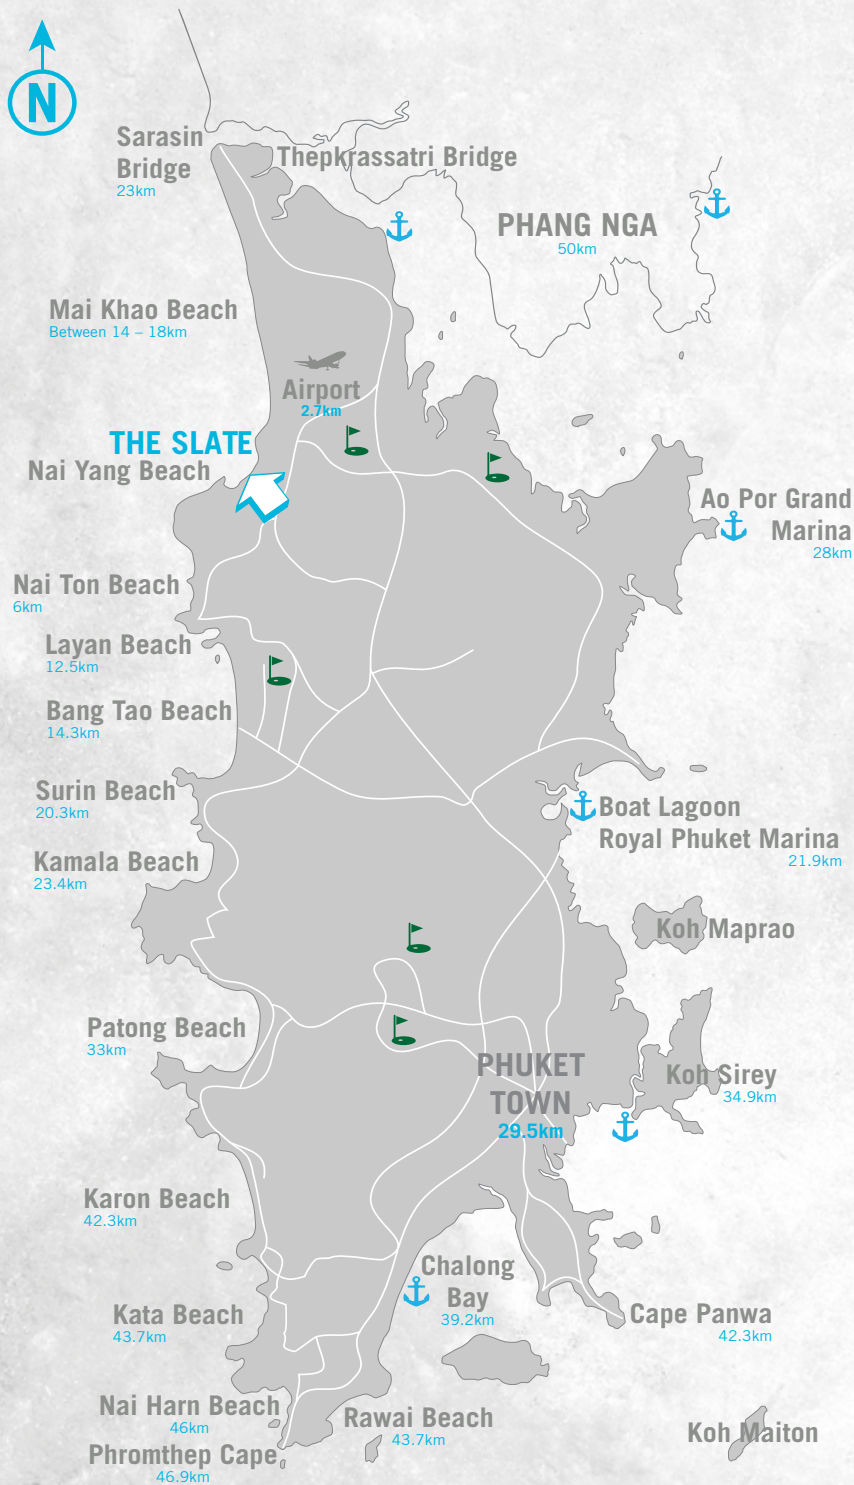 N
Sarasin
Bridge
23km
Thepkrassatri Bridge
PHANG NGA
50km
Mai Khao Beach
Between 14 – 18km
Airport
2.7km
THE SLATE
Nai Yang Beach
Ao Por Grand
Marina
28km
Nai Ton Beach
6km
Layan Beach
12.5km
Bang Tao Beach
14.3km
Surin Beach
20.3km
Boat Lagoon
Royal Phuket Marina
21.9km
Kamala Beach
23.4km
Koh Maprao
Patong Beach
33km
PHUKET
TOWN
29.5km
Koh Sirey
34.9km
Karon Beach
42.3km
Chalong
Bay
39.2km
Kata Beach
43.7km
Cape Panwa
42.3km
Nai Harn Beach
46km
Rawai Beach
43.7km
Koh Maiton
Phromthep Cape
46.9km